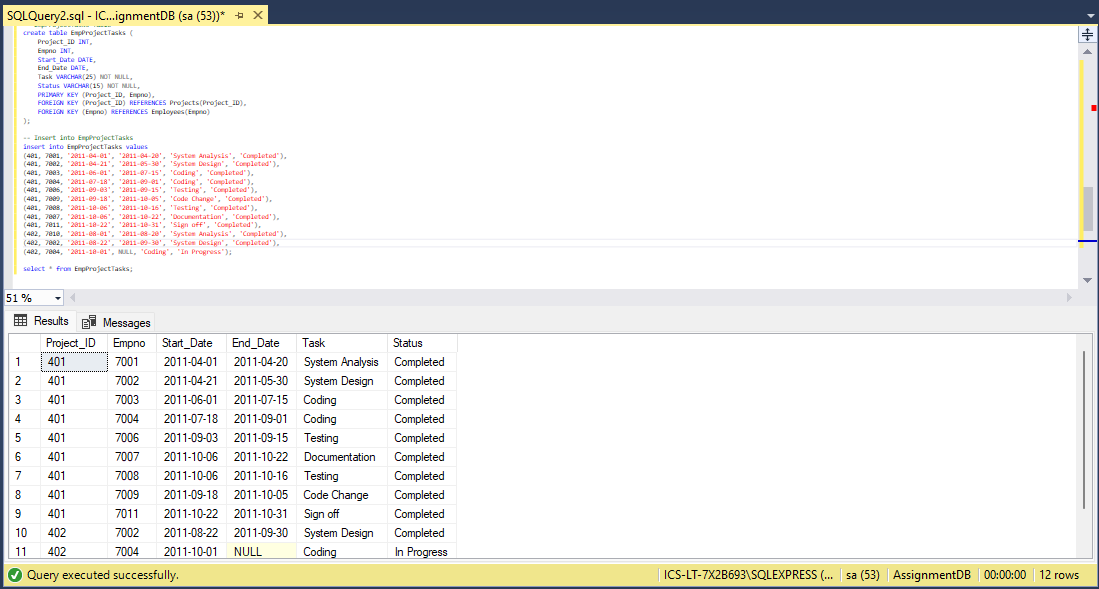 SQLQuery2.sql - IC...ignmentDB (sa (53))*
create table EmpProjectTasks (
Project_ID INT,
Empno INT,
Start_Date DATE,
End_Date DATE,
Task VARCHAR(25) NOT NULL,
Status VARCHAR(15) NOT NULL,
PRIMARY KEY (Project_ID, Empno),
FOREIGN KEY (Project_ID) REFERENCES Projects(Project_ID),
FOREIGN KEY (Empno) REFERENCES Employees(Empno)
);
-- Insert into EmpProjectTasks
insert into EmpProjectTasks values
(401, 7001, '2011-04-01', '2011-04-20', 'System Analysis', 'Completed'),
(401, 7002, '2011-04-21', '2011-05-30', 'System Design', 'Completed'),
(401, 7003, '2011-06-01', '2011-07-15', 'Coding', 'Completed'),
(401, 7004, '2011-07-18', '2011-09-01', 'Coding', 'Completed'),
(401, 7006, '2011-09-03', '2011-09-15', 'Testing', 'Completed'),
(401, 7009, '2011-09-18', '2011-10-05', 'Code Change', 'Completed'),
(401, 7008, '2011-10-06', '2011-10-16', 'Testing', 'Completed'),
(401, 7007, '2011-10-06', '2011-10-22', 'Documentation', 'Completed'),
(401, 7011, '2011-10-22', '2011-10-31', 'Sign off', 'Completed'),
(402, 7010, '2011-08-01', '2011-08-20', 'System Analysis', 'Completed'),
(402, 7002, '2011-08-22', '2011-09-30', 'System Design', 'Completed'),
(402, 7004, '2011-10-01', NULL, 'Coding', 'In Progress');
select * from EmpProjectTasks;
51 %
Results Messages
Project_ID Empno Start_Date End_Date Task Status
1 401 7001 2011-04-01 2011-04-20 System Analysis Completed
2 401 7002 2011-04-21 2011-05-30 System Design Completed
3 401 7003 2011-06-01 2011-07-15 Coding Completed
4 401 7004 2011-07-18 2011-09-01 Coding Completed
5 401 7006 2011-09-03 2011-09-15 Testing Completed
6 401 7007 2011-10-06 2011-10-22 Documentation Completed
7 401 7008 2011-10-06 2011-10-16 Testing Completed
8 401 7009 2011-09-18 2011-10-05 Code Change Completed
9 401 7011 2011-10-22 2011-10-31 Sign off Completed
10 402 7002 2011-08-22 2011-09-30 System Design Completed
11 402 7004 2011-10-01 NULL Coding In Progress
Query executed successfully. ICS-LT-7X2B693\SQLEXPRESS (... sa (53) AssignmentDB 00:00:00 12 rows